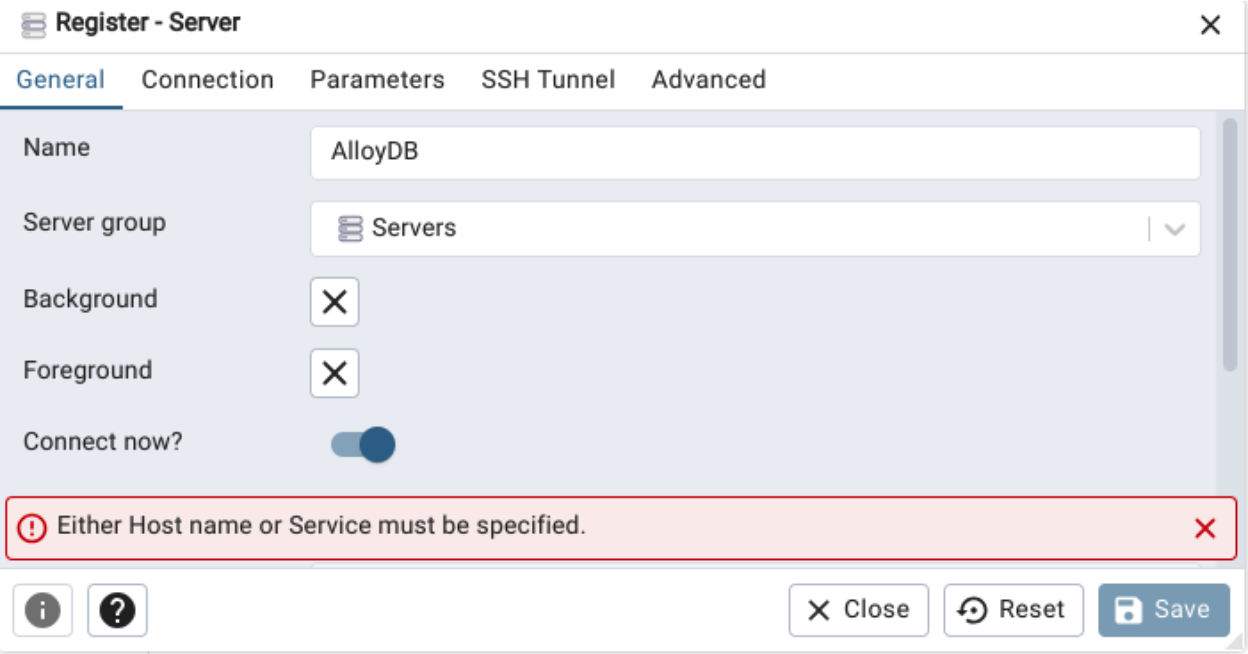 Register - Server
General Connection Parameters SSH Tunnel Advanced
Name AlloyDB
Server group Servers
Background
Foreground
Connect now?
Either Host name or Service must be specified.
Close Reset Save